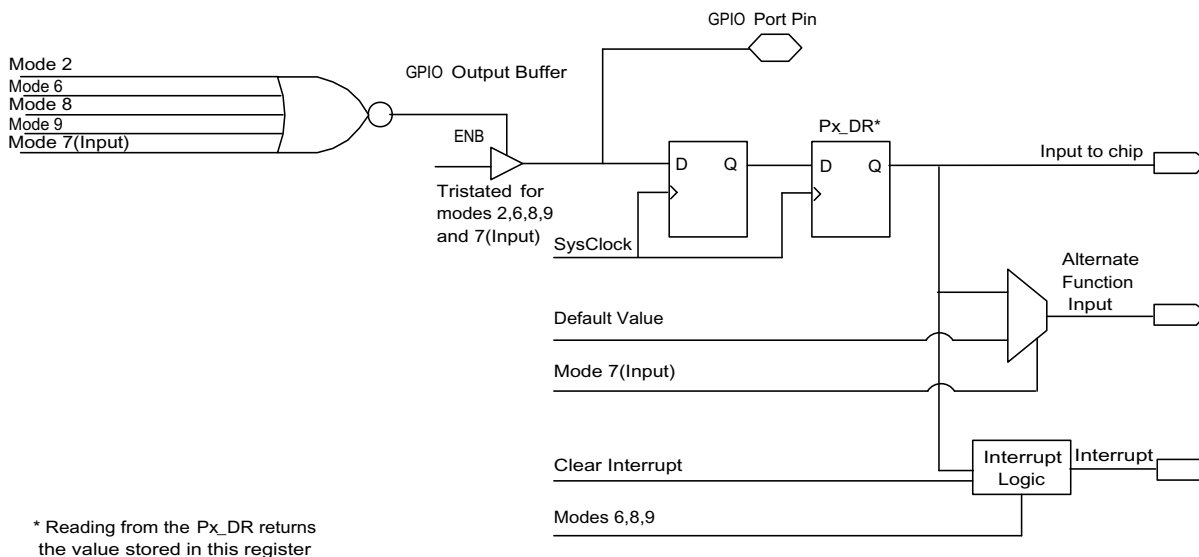 GPIO Port Pin
Mode 2
Mode 6
Mode 8
Mode 9
Mode 7(Input)
GPIO Output Buffer
ENB
Tristated for
modes 2,6,8,9
and 7(Input)
D Q
Px_DR*
D Q
Input to chip
SysClock
Alternate
Function
Input
Default Value
Mode 7(Input)
Clear Interrupt
Interrupt
Logic
Interrupt
Modes 6,8,9
* Reading from the Px_DR returns
the value stored in this register